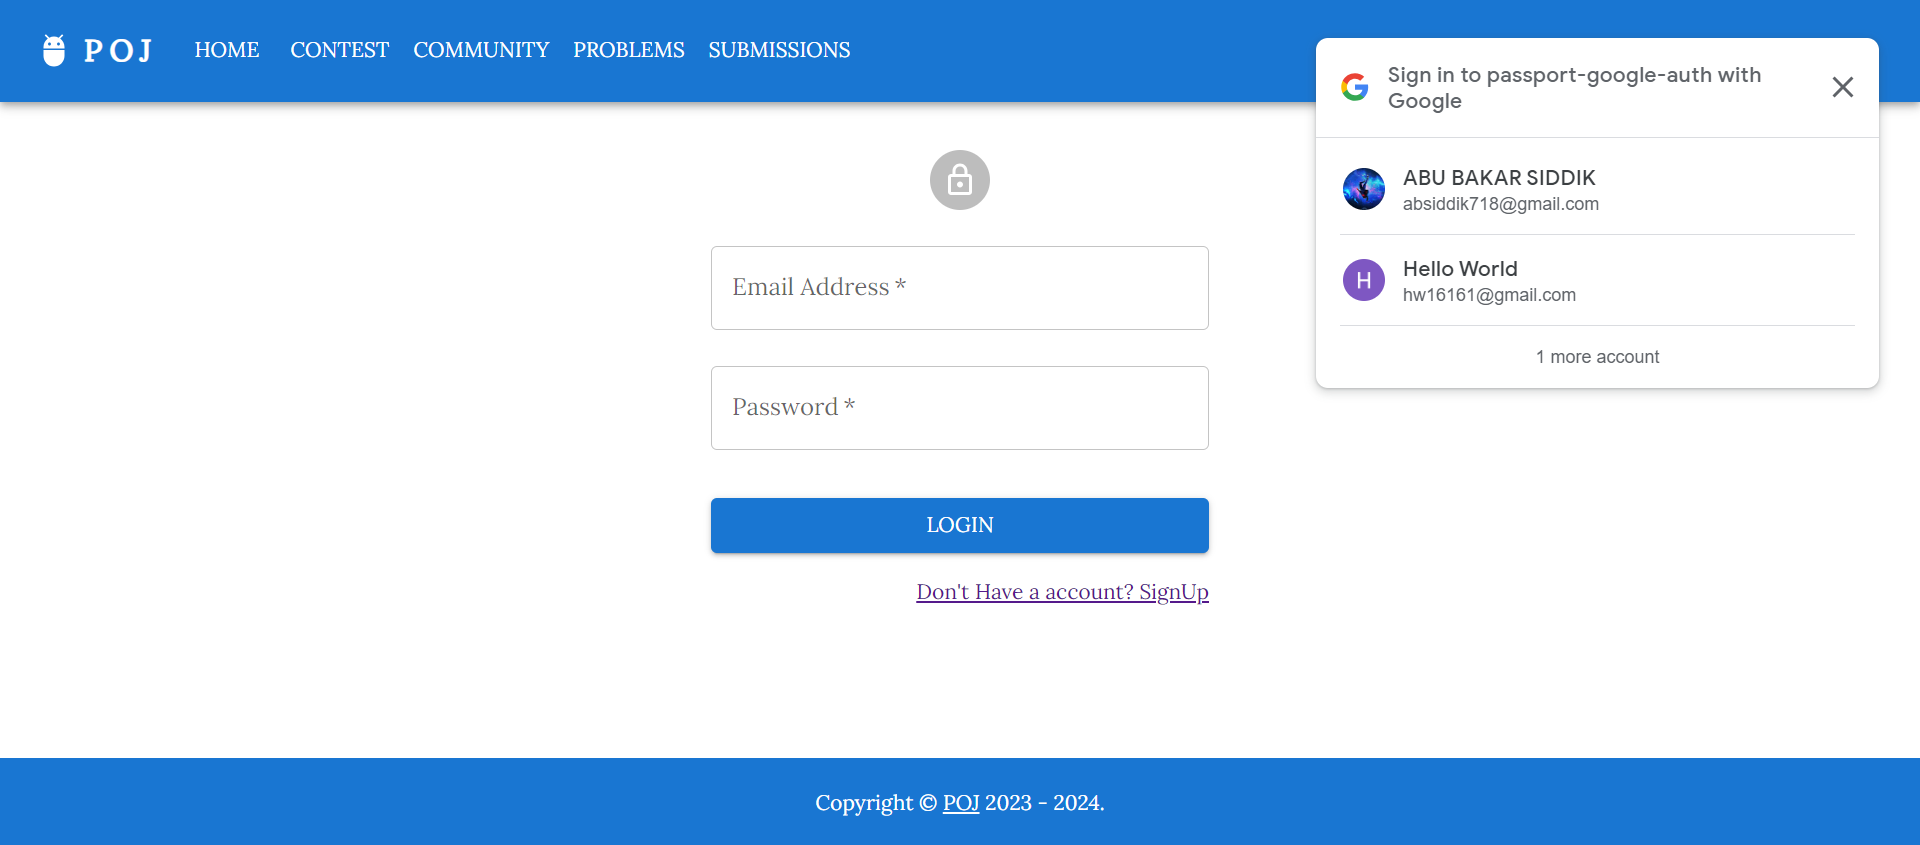 POJ
HOME CONTEST COMMUNITY PROBLEMS SUBMISSIONS
Sign in to passport-google-auth with
Google
ABU BAKAR SIDDIK
absiddik718@gmail.com
H
Hello World
hw16161@gmail.com
1 more account
Email Address *
Password *
LOGIN
Don't Have a account? SignUp
Copyright © POJ 2023 - 2024.